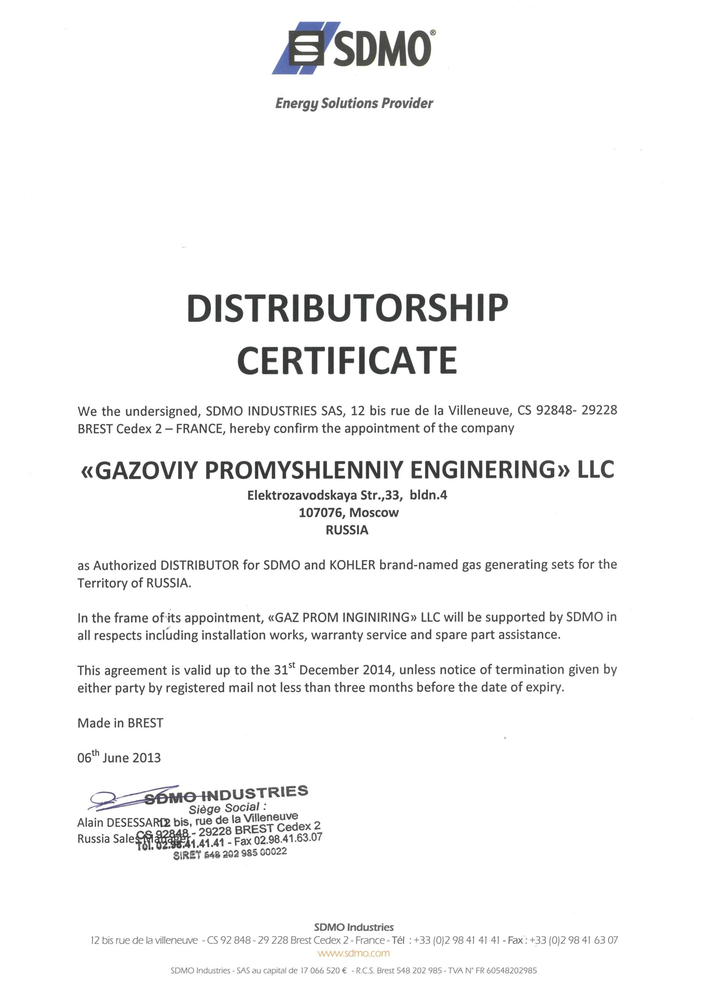 SDMO®
Energy Solutions Provider
DISTRIBUTORSHIP
CERTIFICATE
We the undersigned, SDMO INDUSTRIES SAS, 12 bis rue de la Villeneuve, CS 92848- 29228
BREST Cedex 2 – FRANCE, hereby confirm the appointment of the company
«GAZOVIY PROMYSHLENNIY ENGINERING» LLC
Elektrozavodskaya Str.,33, bldn.4
107076, Moscow
RUSSIA
as Authorized DISTRIBUTOR for SDMO and KOHLER brand-named gas generating sets for the
Territory of RUSSIA.
In the frame of its appointment, «GAZ PROM INGINIRING» LLC will be supported by SDMO in
all respects including installation works, warranty service and spare part assistance.
This agreement is valid up to the 31st December 2014, unless notice of termination given by
either party by registered mail not less than three months before the date of expiry.
Made in BREST
06th June 2013
SDMO INDUSTRIES
Siège Social :
12 bis, rue de la Villeneuve
CS 92848 - 29228 BREST Cedex 2
Tél. 02.98.41.41.41 - Fax 02.98.41.63.07
SIRET 548 202 985 00022
Alain DESESSARD
Russia Sales Manager
SDMO Industries
12 bis rue de la villeneuve - CS 92 848 - 29 228 Brest Cedex 2 - France - Tél : +33 (0)2 98 41 41 41 - Fax : +33 (0)2 98 41 63 07
www.sdmo.com
SDMO Industries - SAS au capital de 17 066 520 € - R.C.S. Brest 548 202 985 - TVA N° FR 60548202985